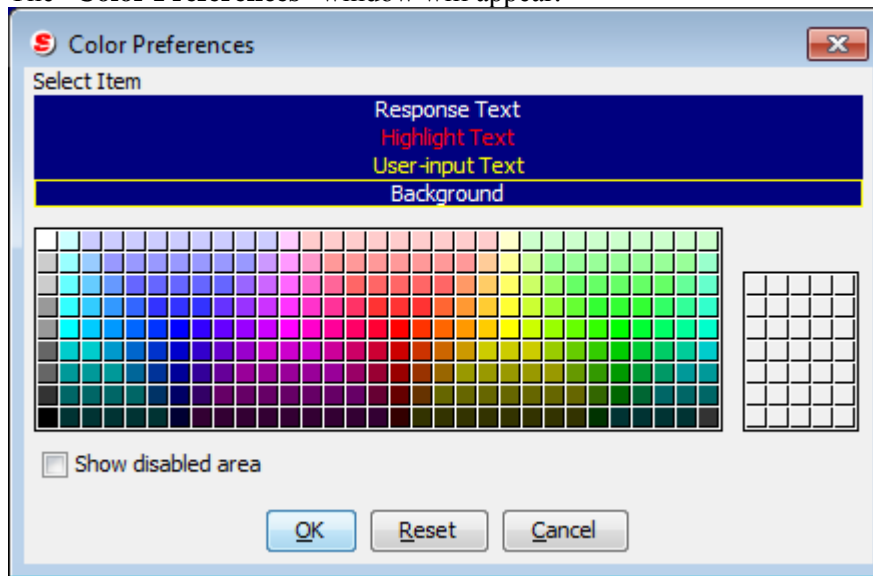 The "Color Preferences" window will appear.
Color Preferences
Select Item
Response Text
Highlight Text
User-input Text
Background
Show disabled area
OK
Reset
Cancel